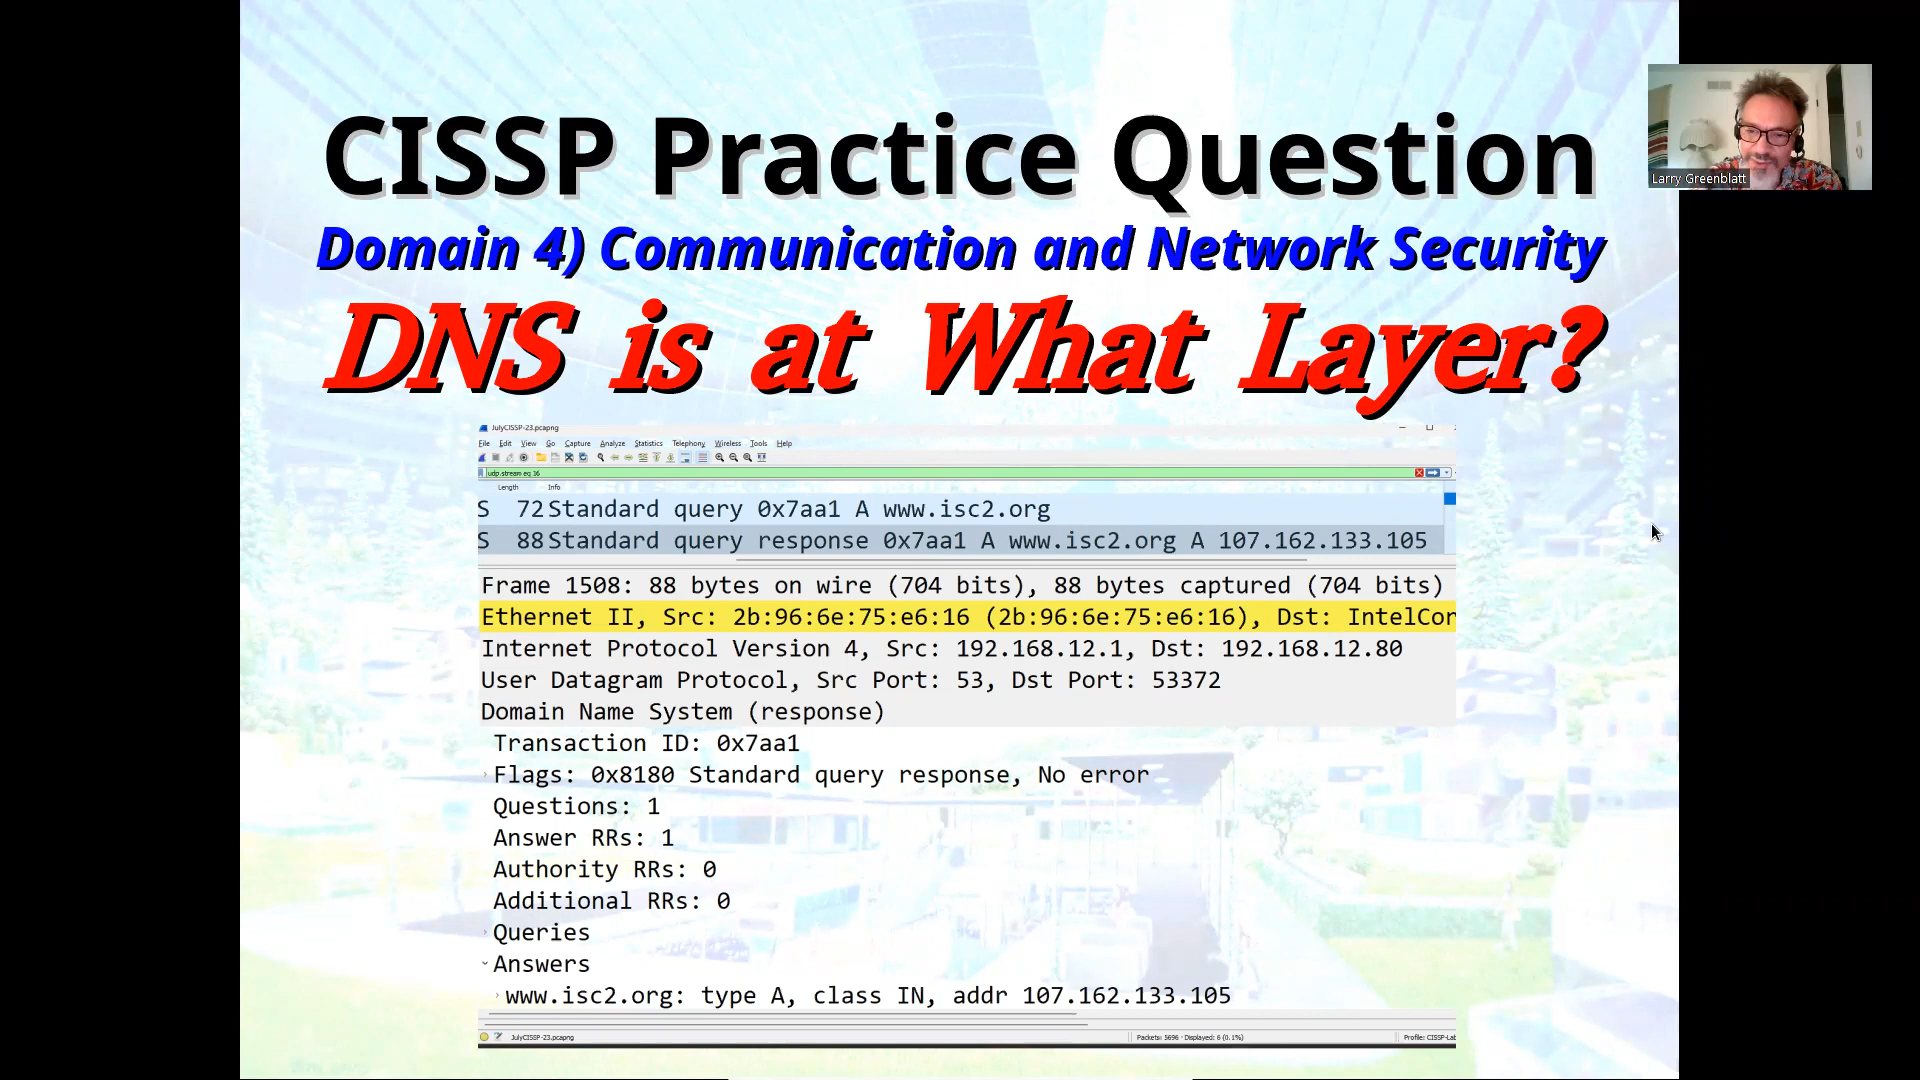 CISSP Practice Question
Larry Greenblatt
Domain 4) Communication and Network Security
DNS is at What Layer?
JulyCISSP-23.pcapng
File Edit View Go Capture Analyze Statistics Telephony Wireless Tools Help
udp.stream eq 16
Length Info
S 72 Standard query 0x7aa1 A www.isc2.org
S 88 Standard query response 0x7aa1 A www.isc2.org A 107.162.133.105
Frame 1508: 88 bytes on wire (704 bits), 88 bytes captured (704 bits)
Ethernet II, Src: 2b:96:6e:75:e6:16 (2b:96:6e:75:e6:16), Dst: IntelCor
Internet Protocol Version 4, Src: 192.168.12.1, Dst: 192.168.12.80
User Datagram Protocol, Src Port: 53, Dst Port: 53372
Domain Name System (response)
Transaction ID: 0x7aa1
Flags: 0x8180 Standard query response, No error
Questions: 1
Answer RRs: 1
Authority RRs: 0
Additional RRs: 0
Queries
Answers
www.isc2.org: type A, class IN, addr 107.162.133.105
JulyCISSP-23.pcapng Packets: 5696 · Displayed: 6 (0.1%) Profile: CISSP-Lab